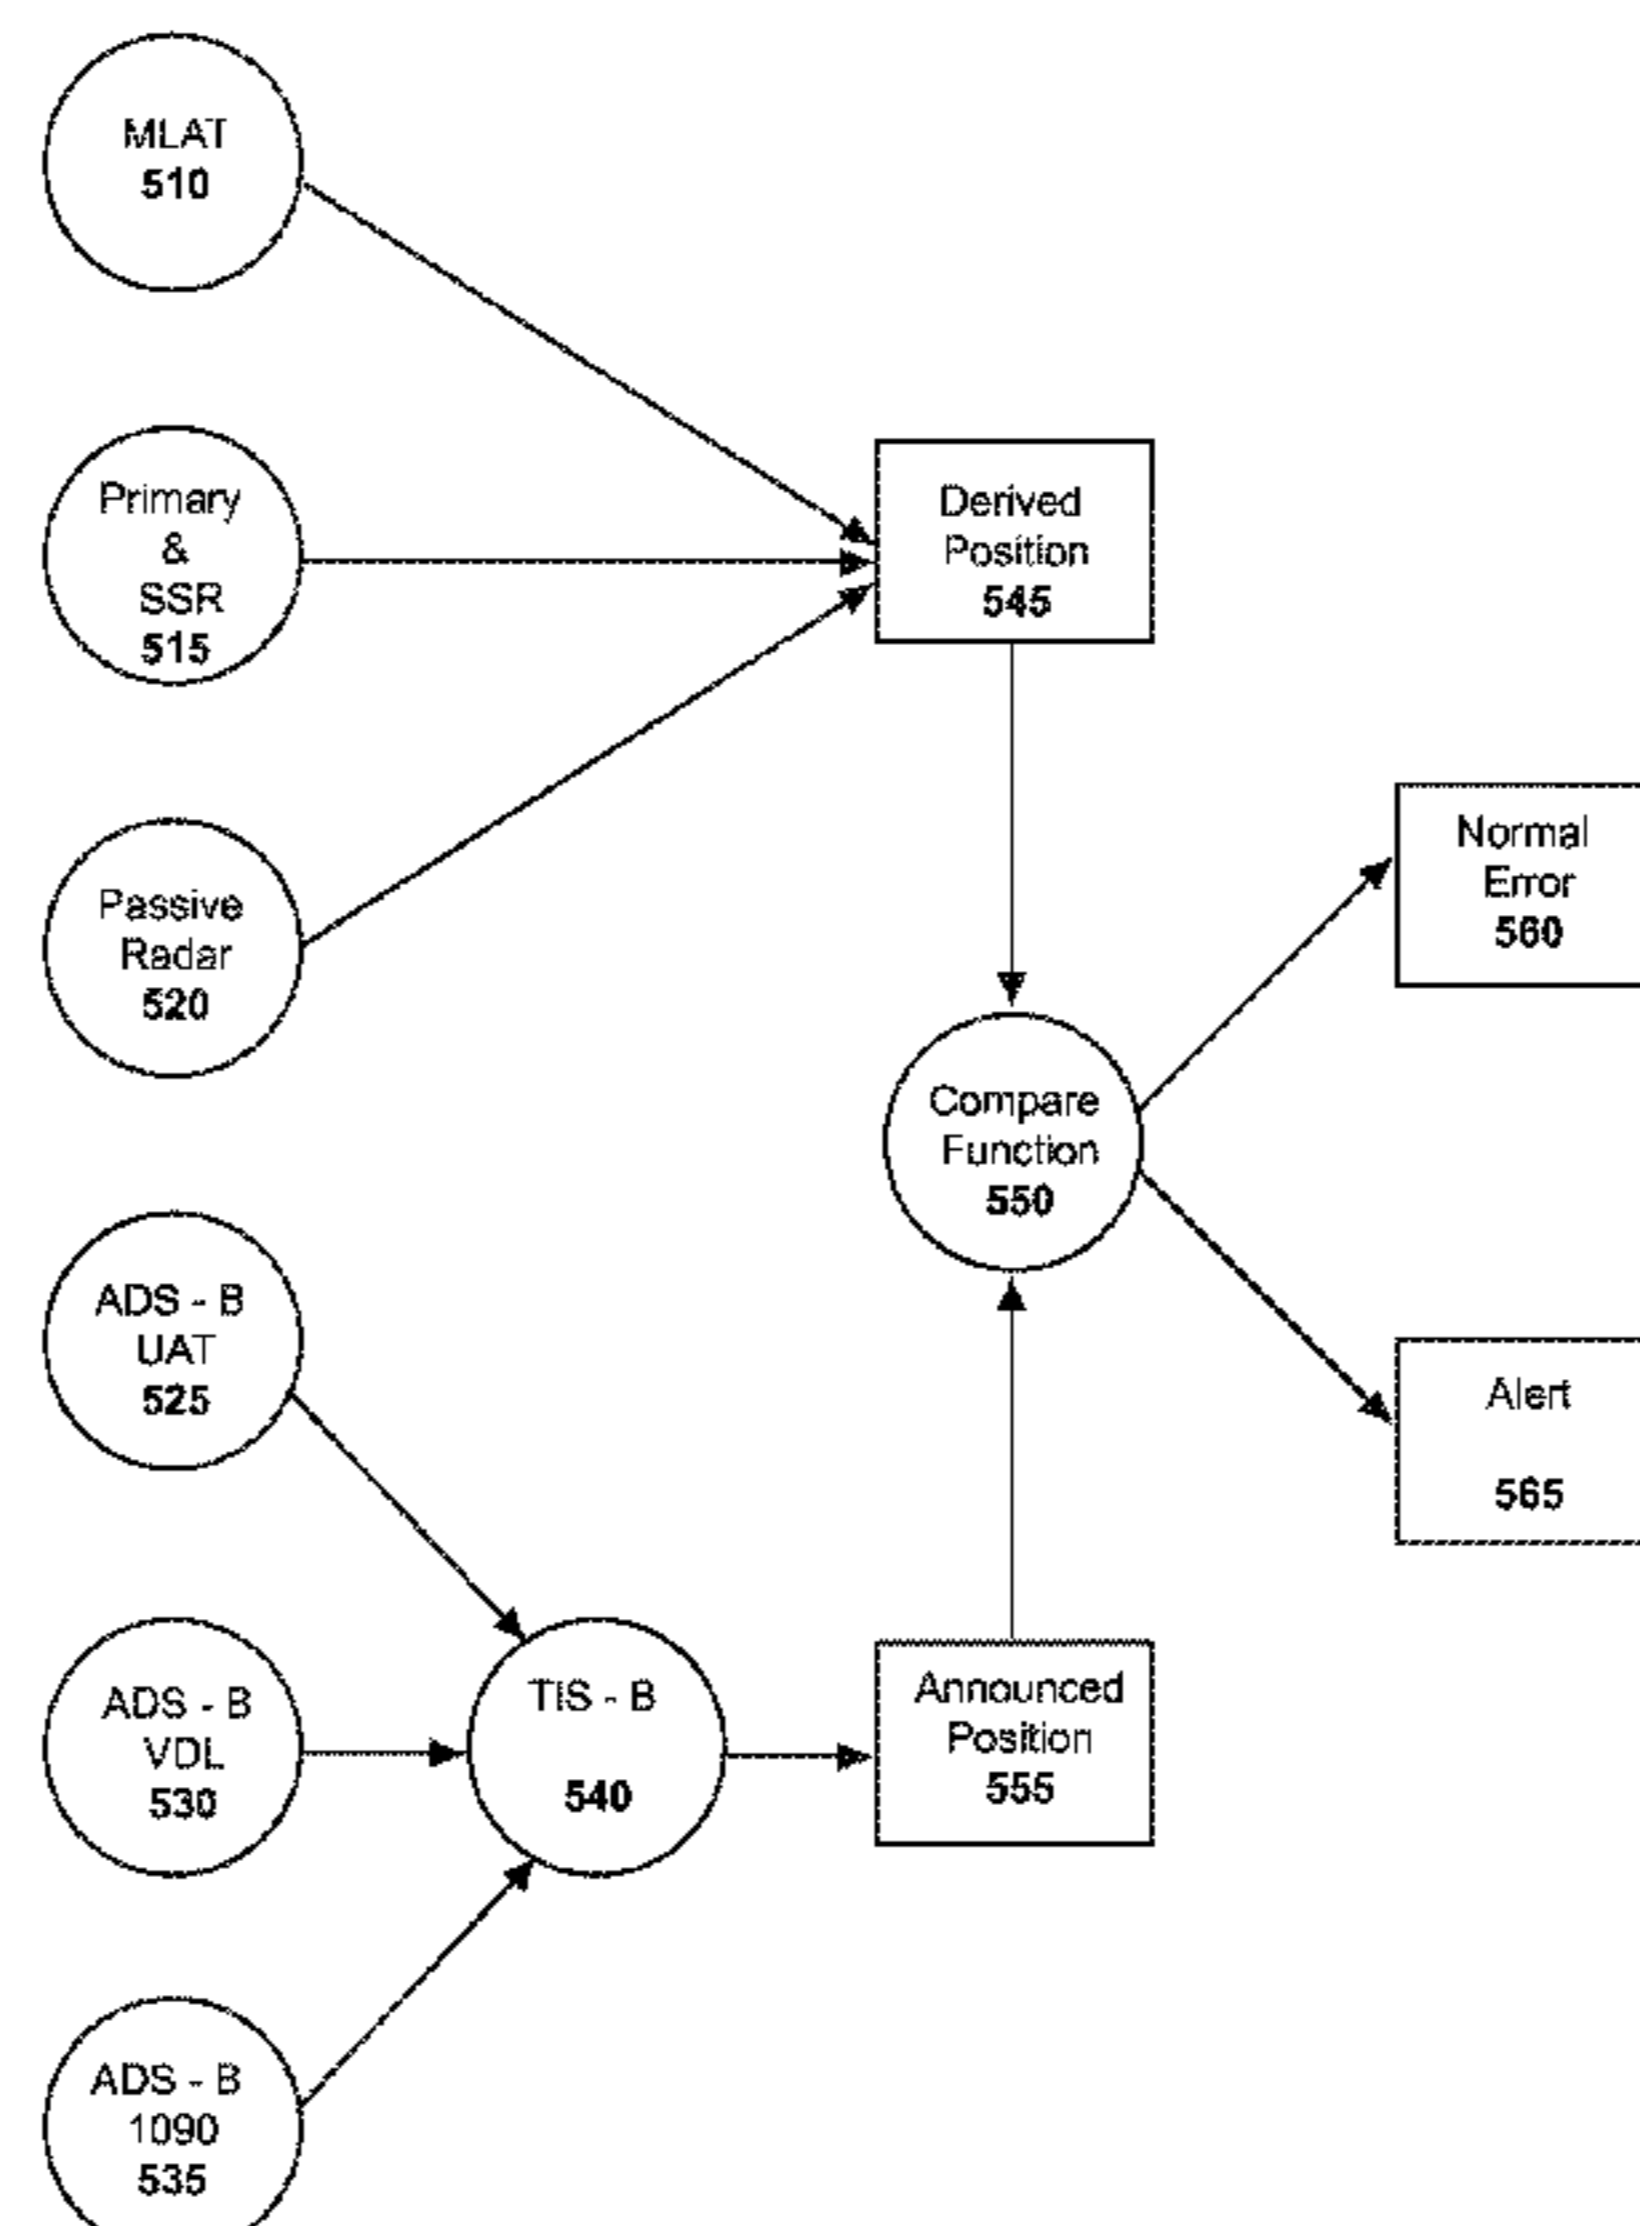 MLAT
510
Primary
&
SSR
515
Derived
Position
545
Passive
Radar
520
Normal
Error
560
Compare
Function
550
ADS - B
UAT
525
Alert
565
ADS - B
VDL
530
TIS - B
540
Announced
Position
555
ADS - B
1090
535